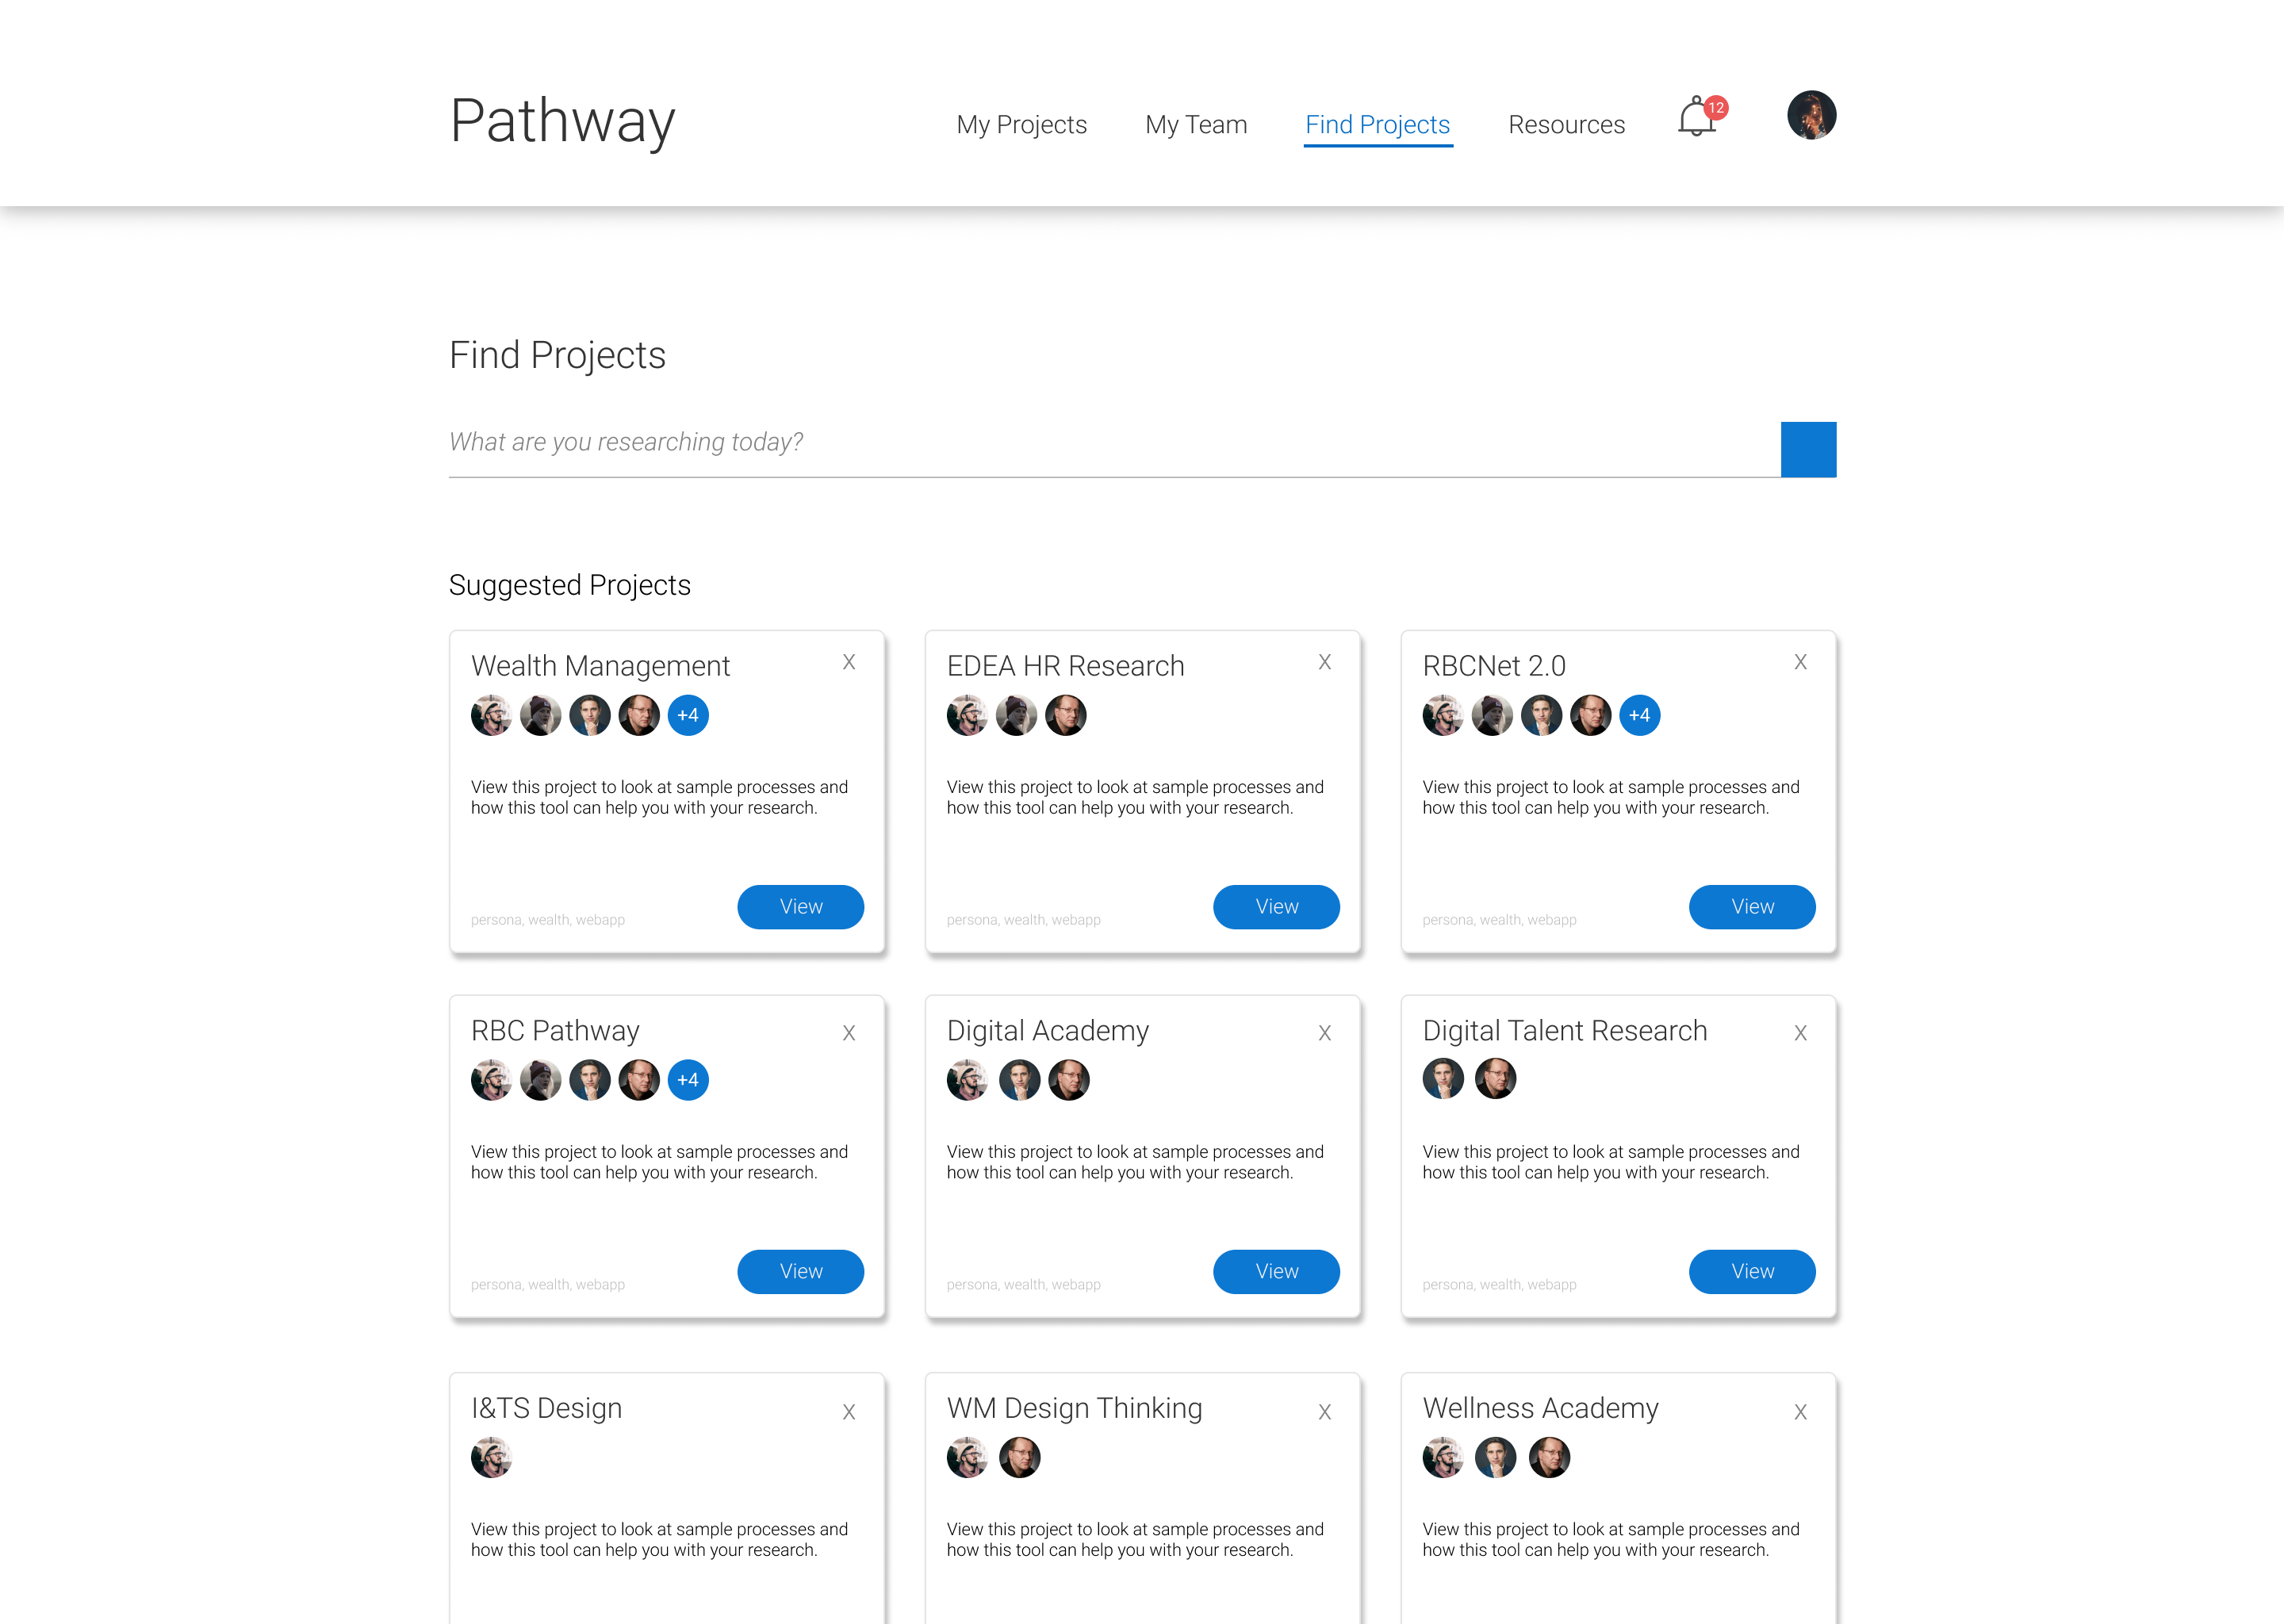 Pathway
My Projects
My Team
Find Projects
Resources
12
Find Projects
What are you researching today?
Suggested Projects
Wealth Management
X
+4
View this project to look at sample processes and
how this tool can help you with your research.
persona, wealth, webapp
View
EDEA HR Research
X
View this project to look at sample processes and
how this tool can help you with your research.
persona, wealth, webapp
View
RBCNet 2.0
X
+4
View this project to look at sample processes and
how this tool can help you with your research.
persona, wealth, webapp
View
RBC Pathway
X
+4
View this project to look at sample processes and
how this tool can help you with your research.
persona, wealth, webapp
View
Digital Academy
X
View this project to look at sample processes and
how this tool can help you with your research.
persona, wealth, webapp
View
Digital Talent Research
X
View this project to look at sample processes and
how this tool can help you with your research.
persona, wealth, webapp
View
I&TS Design
X
View this project to look at sample processes and
how this tool can help you with your research.
WM Design Thinking
X
View this project to look at sample processes and
how this tool can help you with your research.
Wellness Academy
X
View this project to look at sample processes and
how this tool can help you with your research.